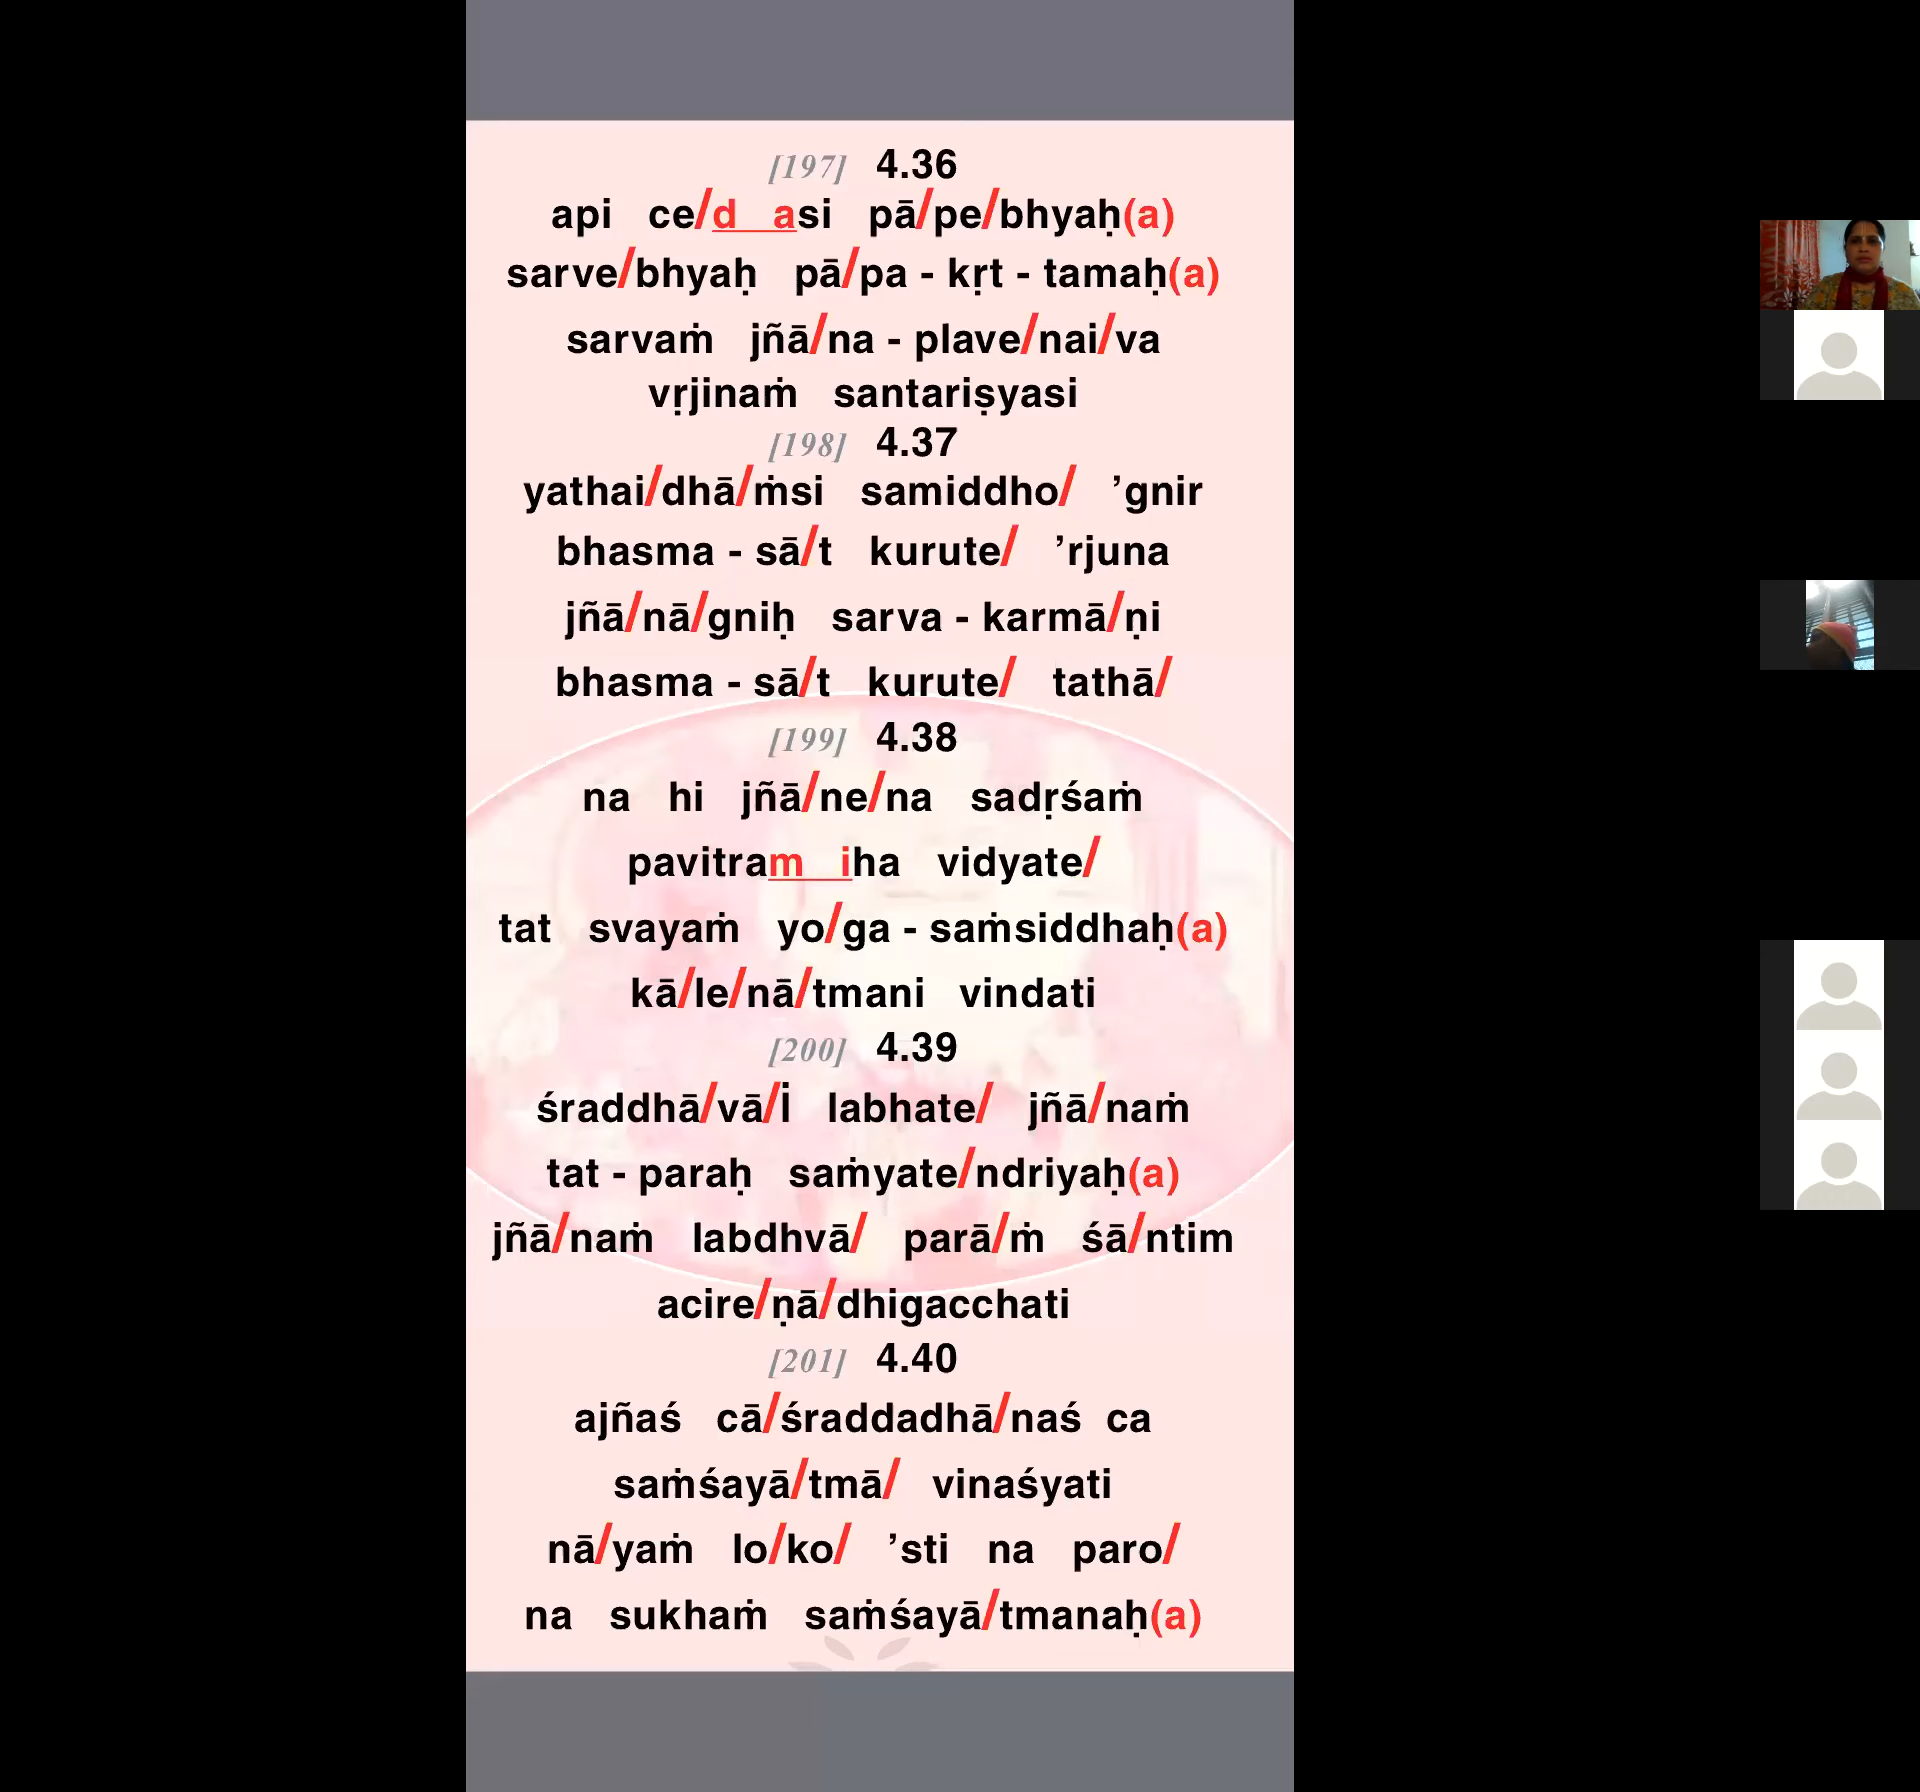 [197] 4.36
api ce/d asi pā/pe/bhyaḥ(a)
sarve/bhyaḥ pā/pa - kṛt - tamaḥ(a)
sarvaṁ jñā/na - plave/nai/va
vṛjinaṁ santariṣyasi
[198] 4.37
yathai/dhā/ṁsi samiddho/ ’gnir
bhasma - sā/t kurute/ ’rjuna
jñā/nā/gniḥ sarva - karmā/ṇi
bhasma - sā/t kurute/ tathā/
[199] 4.38
na hi jñā/ne/na sadṛśaṁ
pavitram iha vidyate/
tat svayaṁ yo/ga - saṁsiddhaḥ(a)
kā/le/nā/tmani vindati
[200] 4.39
śraddhā/vā/l̇ labhate/ jñā/naṁ
tat - paraḥ saṁyate/ndriyaḥ(a)
jñā/naṁ labdhvā/ parā/ṁ śā/ntim
acire/ṇā/dhigacchati
[201] 4.40
ajñaś cā/śraddadhā/naś ca
saṁśayā/tmā/ vinaśyati
nā/yaṁ lo/ko/ ’sti na paro/
na sukhaṁ saṁśayā/tmanaḥ(a)